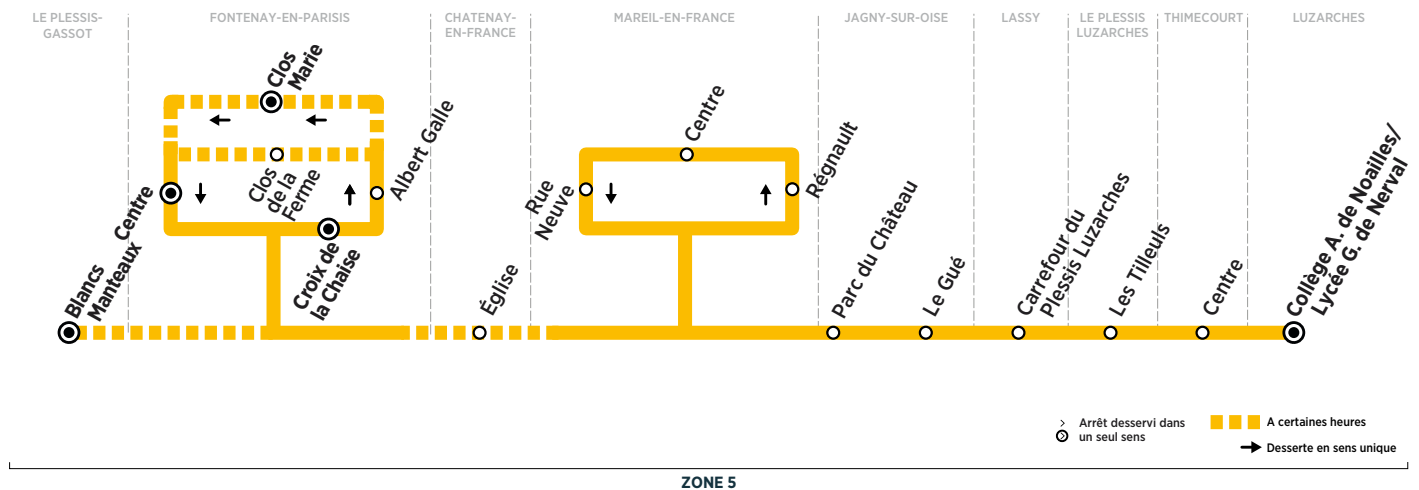 LE PLESSIS-
GASSOT
FONTENAY-EN-PARISIS
CHATENAY-
EN-FRANCE
MAREIL-EN-FRANCE
JAGNY-SUR-OISE
LASSY
LE PLESSIS
LUZARCHES
THIMECOURT
LUZARCHES
Blancs
Manteaux
Centre
Clos
Marie
Clos
de la
Ferme
Croix de
la Chaise
Albert Galle
Église
Rue
Neuve
Centre
Régnault
Parc du Château
Le Gué
Carrefour du
Plessis Luzarches
Les Tilleuls
Centre
Collège A. de Noailles/
Lycée G. de Nerval
Arrêt desservi dans
un seul sens
A certaines heures
Desserte en sens unique
ZONE 5